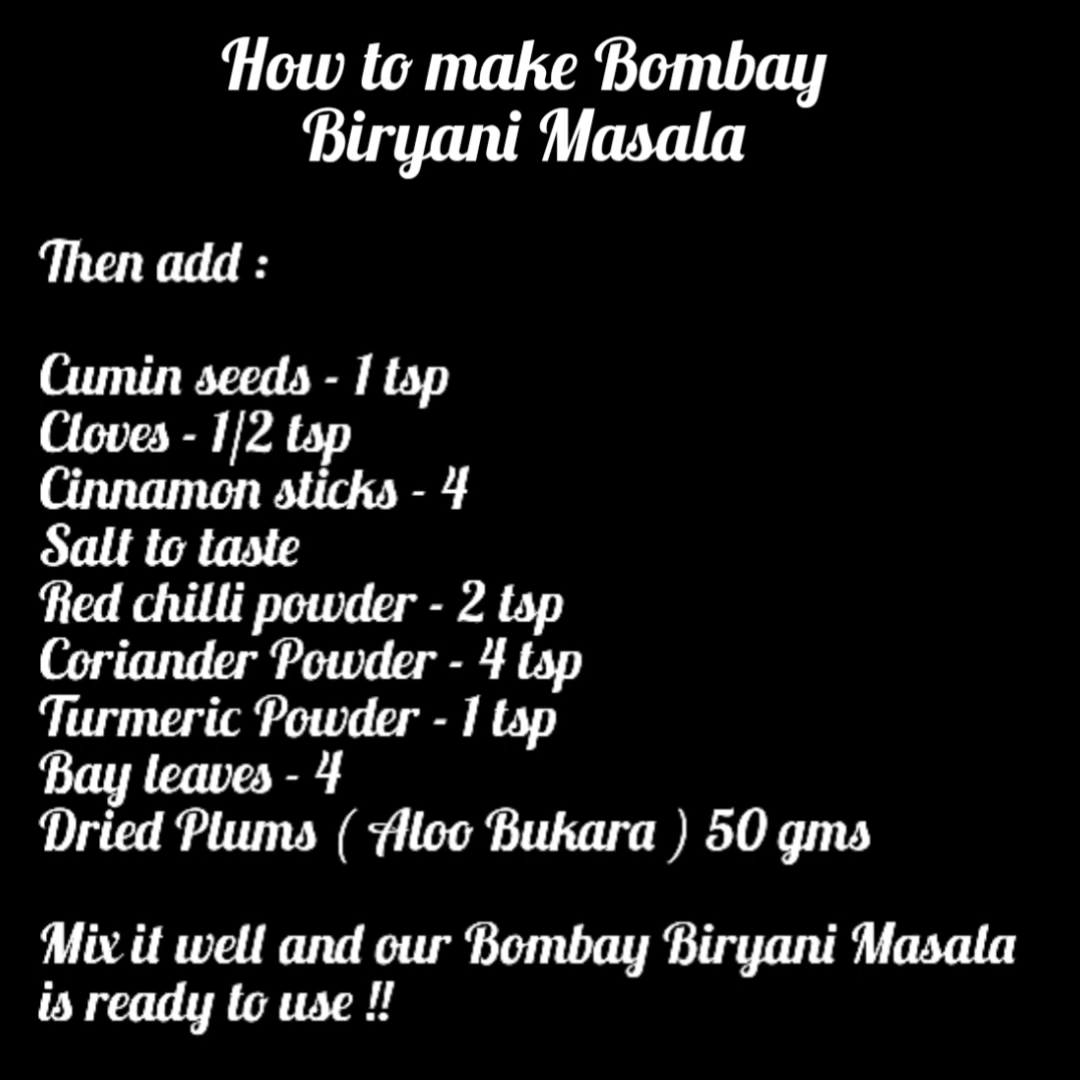 How to make Bombay
Biryani Masala
Then add :
Cumin seeds - 1 tsp
Cloves - 1/2 tsp
Cinnamon sticks - 4
Salt to taste
Red chilli powder - 2 tsp
Coriander Powder - 4 tsp
Turmeric Powder - 1 tsp
Bay leaves - 4
Dried Plums ( Aloo Bukara ) 50 gms
Mix it well and our Bombay Biryani Masala
is ready to use !!